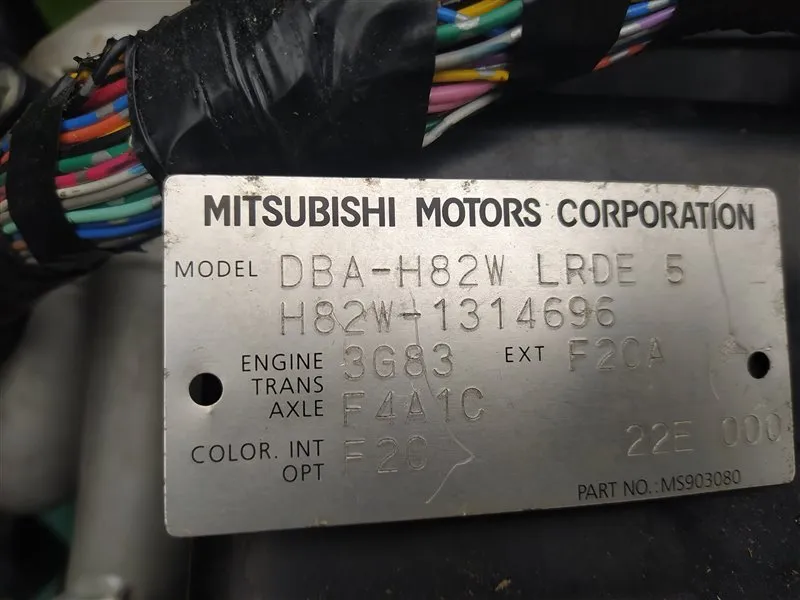 MITSUBISHI MOTORS CORPORATION
MODEL DBA-H82W LRDE 5
H82W-1314696
ENGINE 3G83 EXT F20A
TRANS
AXLE F4A1C
COLOR. INT F20 22E 000
OPT
PART NO.:MS903080